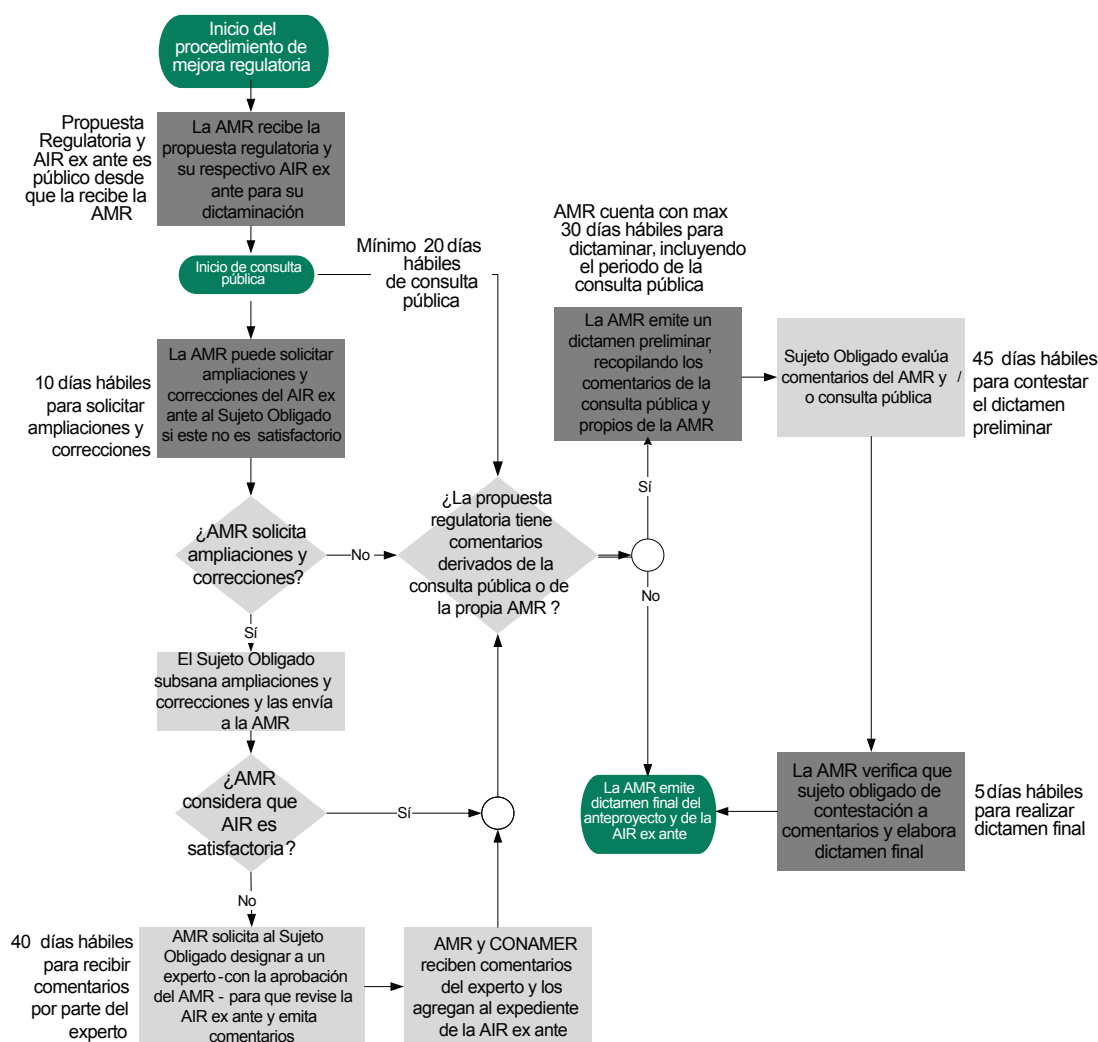 Inicio del
procedimiento de
mejora regulatoria
Propuesta
Regulatoria y
AIR ex ante es
público desde
que la recibe la
AMR
La AMR recibe la
propuesta regulatoria y
su respectivo AIR ex
ante para su
dictaminación
Inicio de consulta
pública
Mínimo 20 días
hábiles
de consulta
pública
AMR cuenta con max
30 días hábiles para
dictaminar, incluyendo
el periodo de la
consulta pública
10 días hábiles
para solicitar
ampliaciones y
correcciones
La AMR puede solicitar
ampliaciones y
correcciones del AIR ex
ante al Sujeto Obligado
si este no es satisfactorio
La AMR emite un
dictamen preliminar,
recopilando los
comentarios de la
consulta pública y
propios de la AMR
Sujeto Obligado evalúa
comentarios del AMR y /
o consulta pública
45 días hábiles
para contestar
el dictamen
preliminar
¿AMR solicita
ampliaciones y
correcciones?
No
¿La propuesta
regulatoria tiene
comentarios
derivados de la
consulta pública o de
la propia AMR ?
Sí
No
Sí
El Sujeto Obligado
subsana ampliaciones y
correcciones y las envía
a la AMR
¿AMR
considera que
AIR es
satisfactoria?
Sí
No
La AMR emite
dictamen final del
anteproyecto y de la
AIR ex ante
La AMR verifica que
sujeto obligado de
contestación a
comentarios y elabora
dictamen final
5 días hábiles
para realizar
dictamen final
40 días hábiles
para recibir
comentarios
por parte del
experto
AMR solicita al Sujeto
Obligado designar a un
experto -con la aprobación
del AMR - para que revise la
AIR ex ante y emita
comentarios
AMR y CONAMER
reciben comentarios
del experto y los
agregan al expediente
de la AIR ex ante